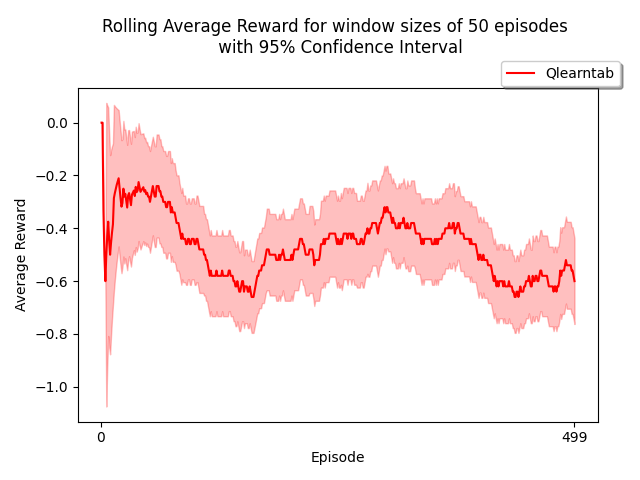 Rolling Average Reward for window sizes of 50 episodes
with 95% Confidence Interval
Qlearntab
0.0
−0.2
−0.4
−0.6
−0.8
−1.0
Average Reward
0
499
Episode